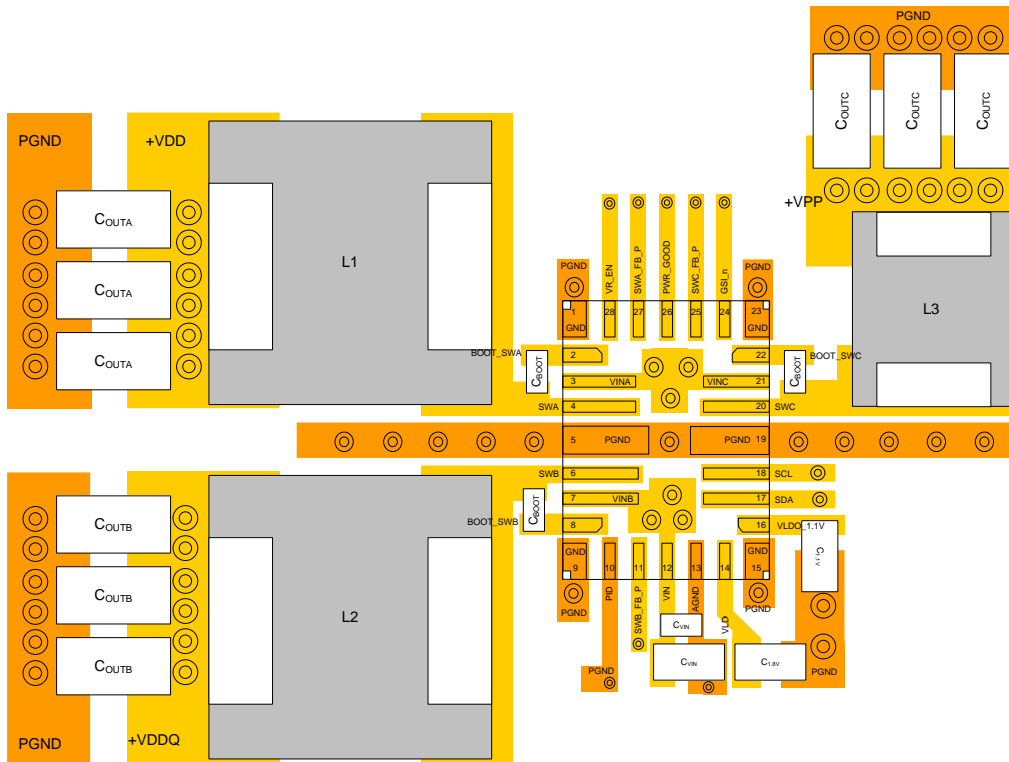 PGND
COUTC
COUTC
COUTC
+VPP
L3
PGND
+VDD
COUTA
COUTA
COUTA
L1
VR_EN
SWA_FB_P
PWR_GOOD
SWC_FB_P
GSI_n
PGND
PGND
1
28
27
26
25
24
23
GND
GND
BOOT_SWA
2
22
BOOT_SWC
CBOOT
CBOOT
3
VINA
VINC
21
SWA
4
20
SWC
5
PGND
PGND
19
SWB
6
18
SCL
7
VINB
17
SDA
CBOOT
BOOT_SWB
8
16
VLDO_1.1V
GND
GND
9
10
11
12
13
14
15
PID
SWB_FB_P
VIN
AGND
VLD
C1.1V
PGND
PGND
CVIN
CVIN
C1.8V
PGND
PGND
COUTB
COUTB
COUTB
L2
PGND
+VDDQ